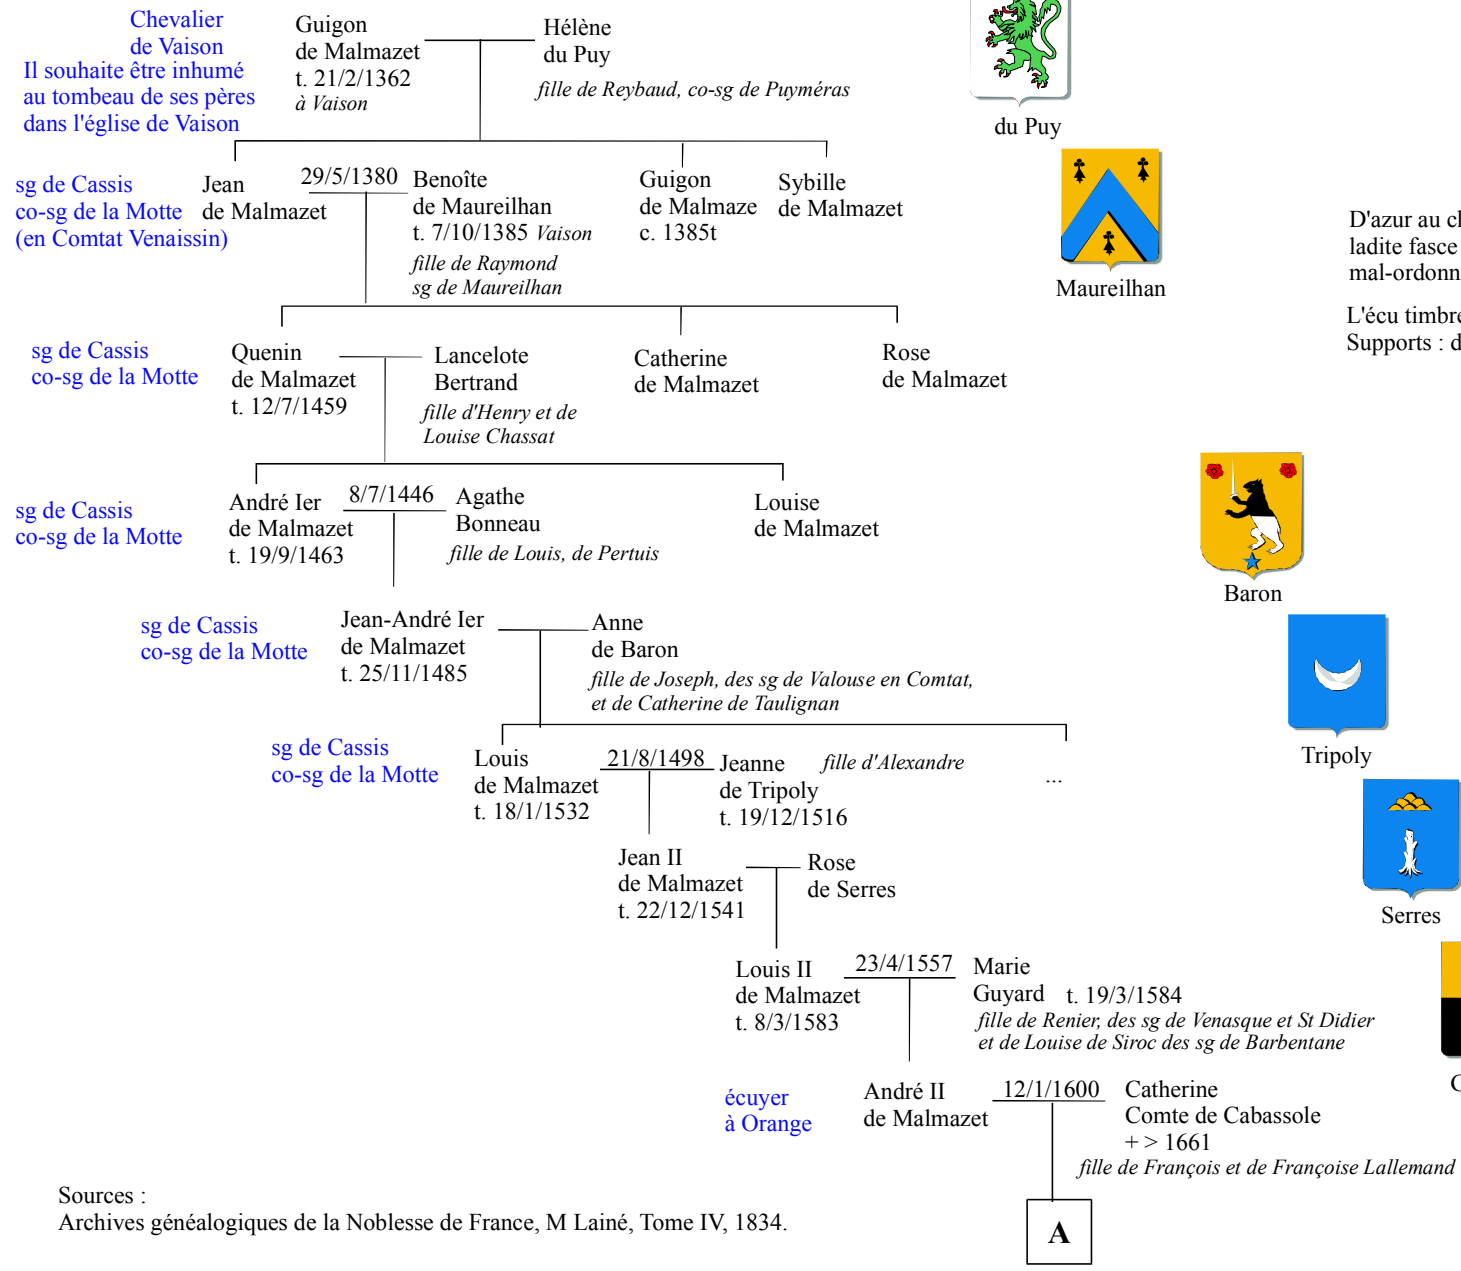 Chevalier
de Vaison
Il souhaite être inhumé
au tombeau de ses pères
dans l'église de Vaison
Guigon
de Malmazet
t. 21/2/1362
à Vaison
Hélène
du Puy
fille de Reybaud, co-sg de Puyméras
du Puy
sg de Cassis
co-sg de la Motte
(en Comtat Venaissin)
Jean
de Malmazet
29/5/1380
Benoîte
de Maureilhan
t. 7/10/1385 Vaison
fille de Raymond
sg de Maureilhan
Guigon
de Malmaze
c. 1385t
Sybille
de Malmazet
Maureilhan
D'azur au
ladite fasce
L'écu
Supports :
sg de Cassis
co-sg de la Motte
Quenin
de Malmazet
t. 12/7/1459
Lancelote
Bertrand
fille d'Henry et de
Louise Chassat
Catherine
de Malmazet
Rose
de Malmazet
sg de Cassis
co-sg de la Motte
André Ier
de Malmazet
t. 19/9/1463
8/7/1446
Agathe
Bonneau
fille de Louis, de Pertuis
Louise
de Malmazet
Baron
sg de Cassis
co-sg de la Motte
Jean-André Ier
de Malmazet
t. 25/11/1485
Anne
de Baron
fille de Joseph, des sg de Valouse en Comtat,
et de Catherine de Taulignan
Tripoly
sg de Cassis
co-sg de la Motte
Louis
de Malmazet
t. 18/1/1532
21/8/1498
Jeanne
de Tripoly
t. 19/12/1516
fille d'Alexandre
...
Jean II
de Malmazet
t. 22/12/1541
Rose
de Serres
Serres
Louis II
de Malmazet
t. 8/3/1583
23/4/1557
Marie
Guyard t. 19/3/1584
fille de Renier, des sg de Venasque et St Didier
et de Louise de Siroc des sg de Barbentane
écuyer
à Orange
André II
de Malmazet
12/1/1600
Catherine
Comte de Cabassole
+ > 1661
fille de François et de Françoise Lallemand
A
Sources :
Archives généalogiques de la Noblesse de France, M Lainé, Tome IV, 1834.